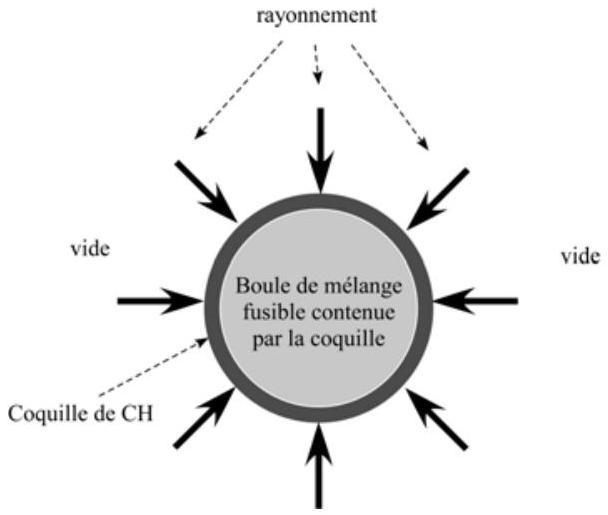 rayonnement
vide
vide
Boule de mélange
fusible contenue
par la coquille
Coquille de CH